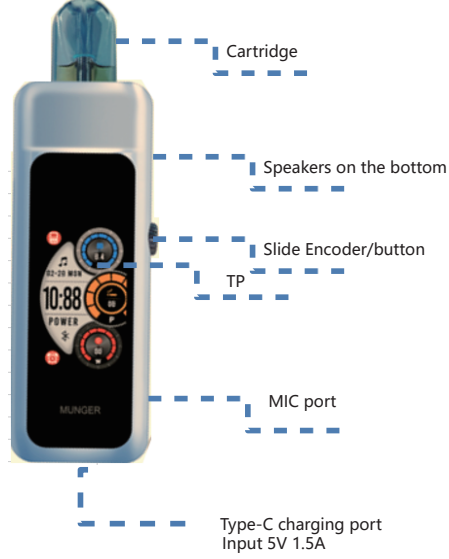 Cartridge
Speakers on the bottom
Slide Encoder/button
TP
02-20 MON
10:88
POWER
P
W
MUNGER
MIC port
Type-C charging port
Input 5V 1.5A